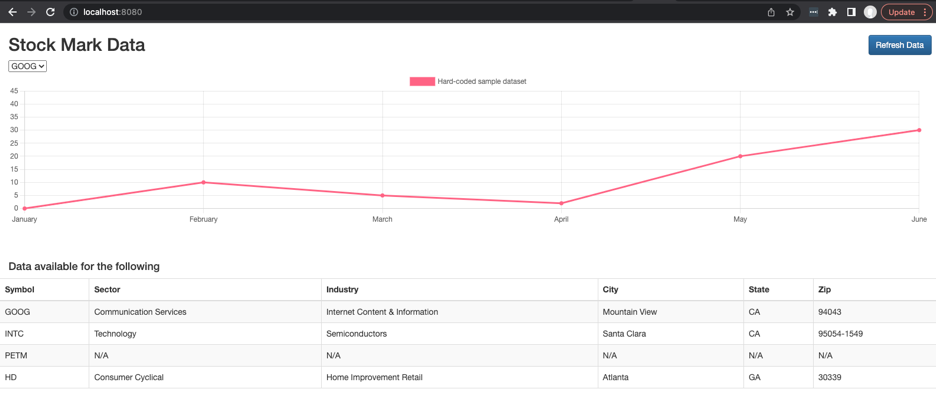 localhost:8080
Update
Stock Mark Data
Refresh Data
GOOG
Hard-coded sample dataset
45
40
35
30
25
20
15
10
5
0
January February March April May June
Data available for the following
Symbol Sector Industry City State Zip
GOOG Communication Services Internet Content & Information Mountain View CA 94043
INTC Technology Semiconductors Santa Clara CA 95054-1549
PETM N/A N/A N/A N/A N/A
HD Consumer Cyclical Home Improvement Retail Atlanta GA 30339